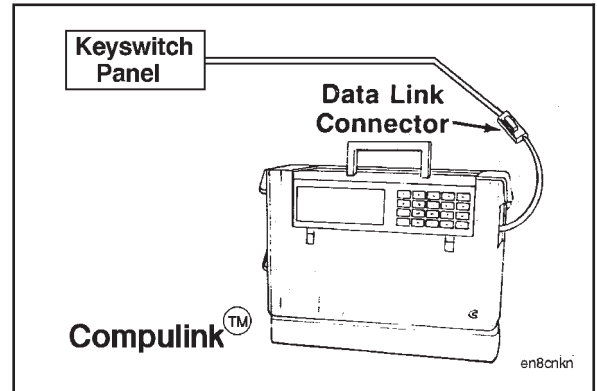 Keyswitch
Panel
Data Link
Connector
Compulink™
en8cnkn